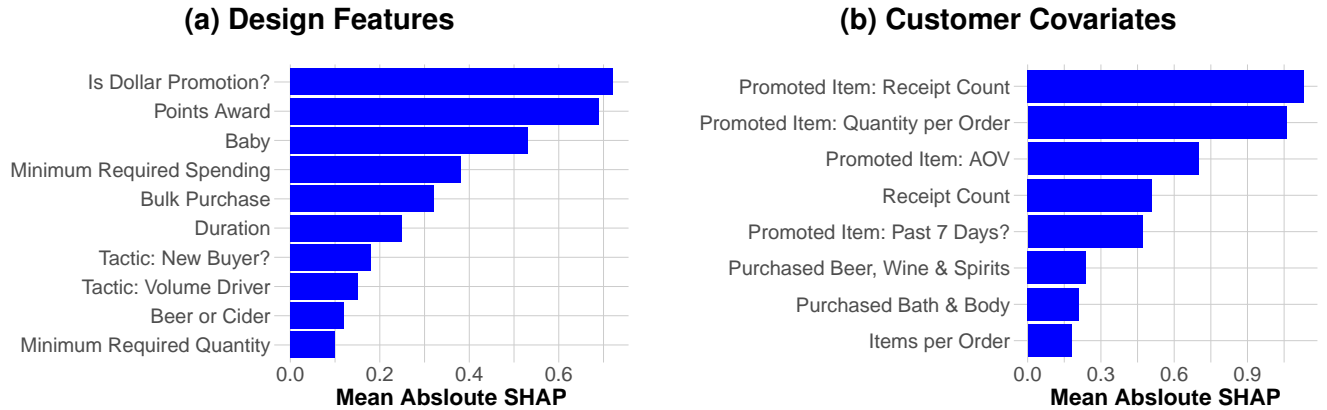 (a) Design Features
Is Dollar Promotion?
Points Award
Baby
Minimum Required Spending
Bulk Purchase
Duration
Tactic: New Buyer?
Tactic: Volume Driver
Beer or Cider
Minimum Required Quantity
0.0 0.2 0.4 0.6
Mean Absloute SHAP
(b) Customer Covariates
Promoted Item: Receipt Count
Promoted Item: Quantity per Order
Promoted Item: AOV
Receipt Count
Promoted Item: Past 7 Days?
Purchased Beer, Wine & Spirits
Purchased Bath & Body
Items per Order
0.0 0.3 0.6 0.9
Mean Absloute SHAP